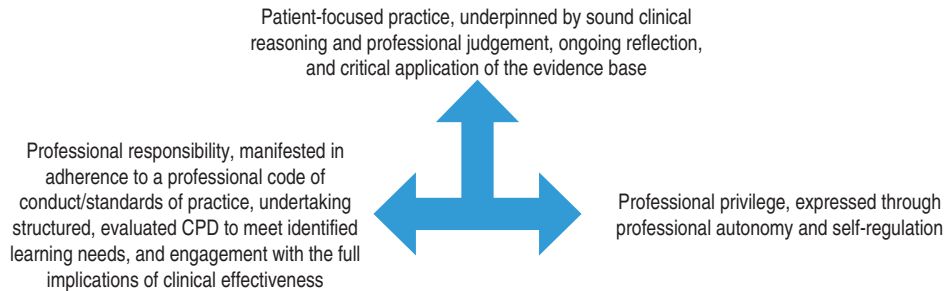 Patient-focused practice, underpinned by sound clinical
reasoning and professional judgement, ongoing reflection,
and critical application of the evidence base
Professional responsibility, manifested in
adherence to a professional code of
conduct/standards of practice, undertaking
structured, evaluated CPD to meet identified
learning needs, and engagement with the full
implications of clinical effectiveness
Professional privilege, expressed through
professional autonomy and self-regulation